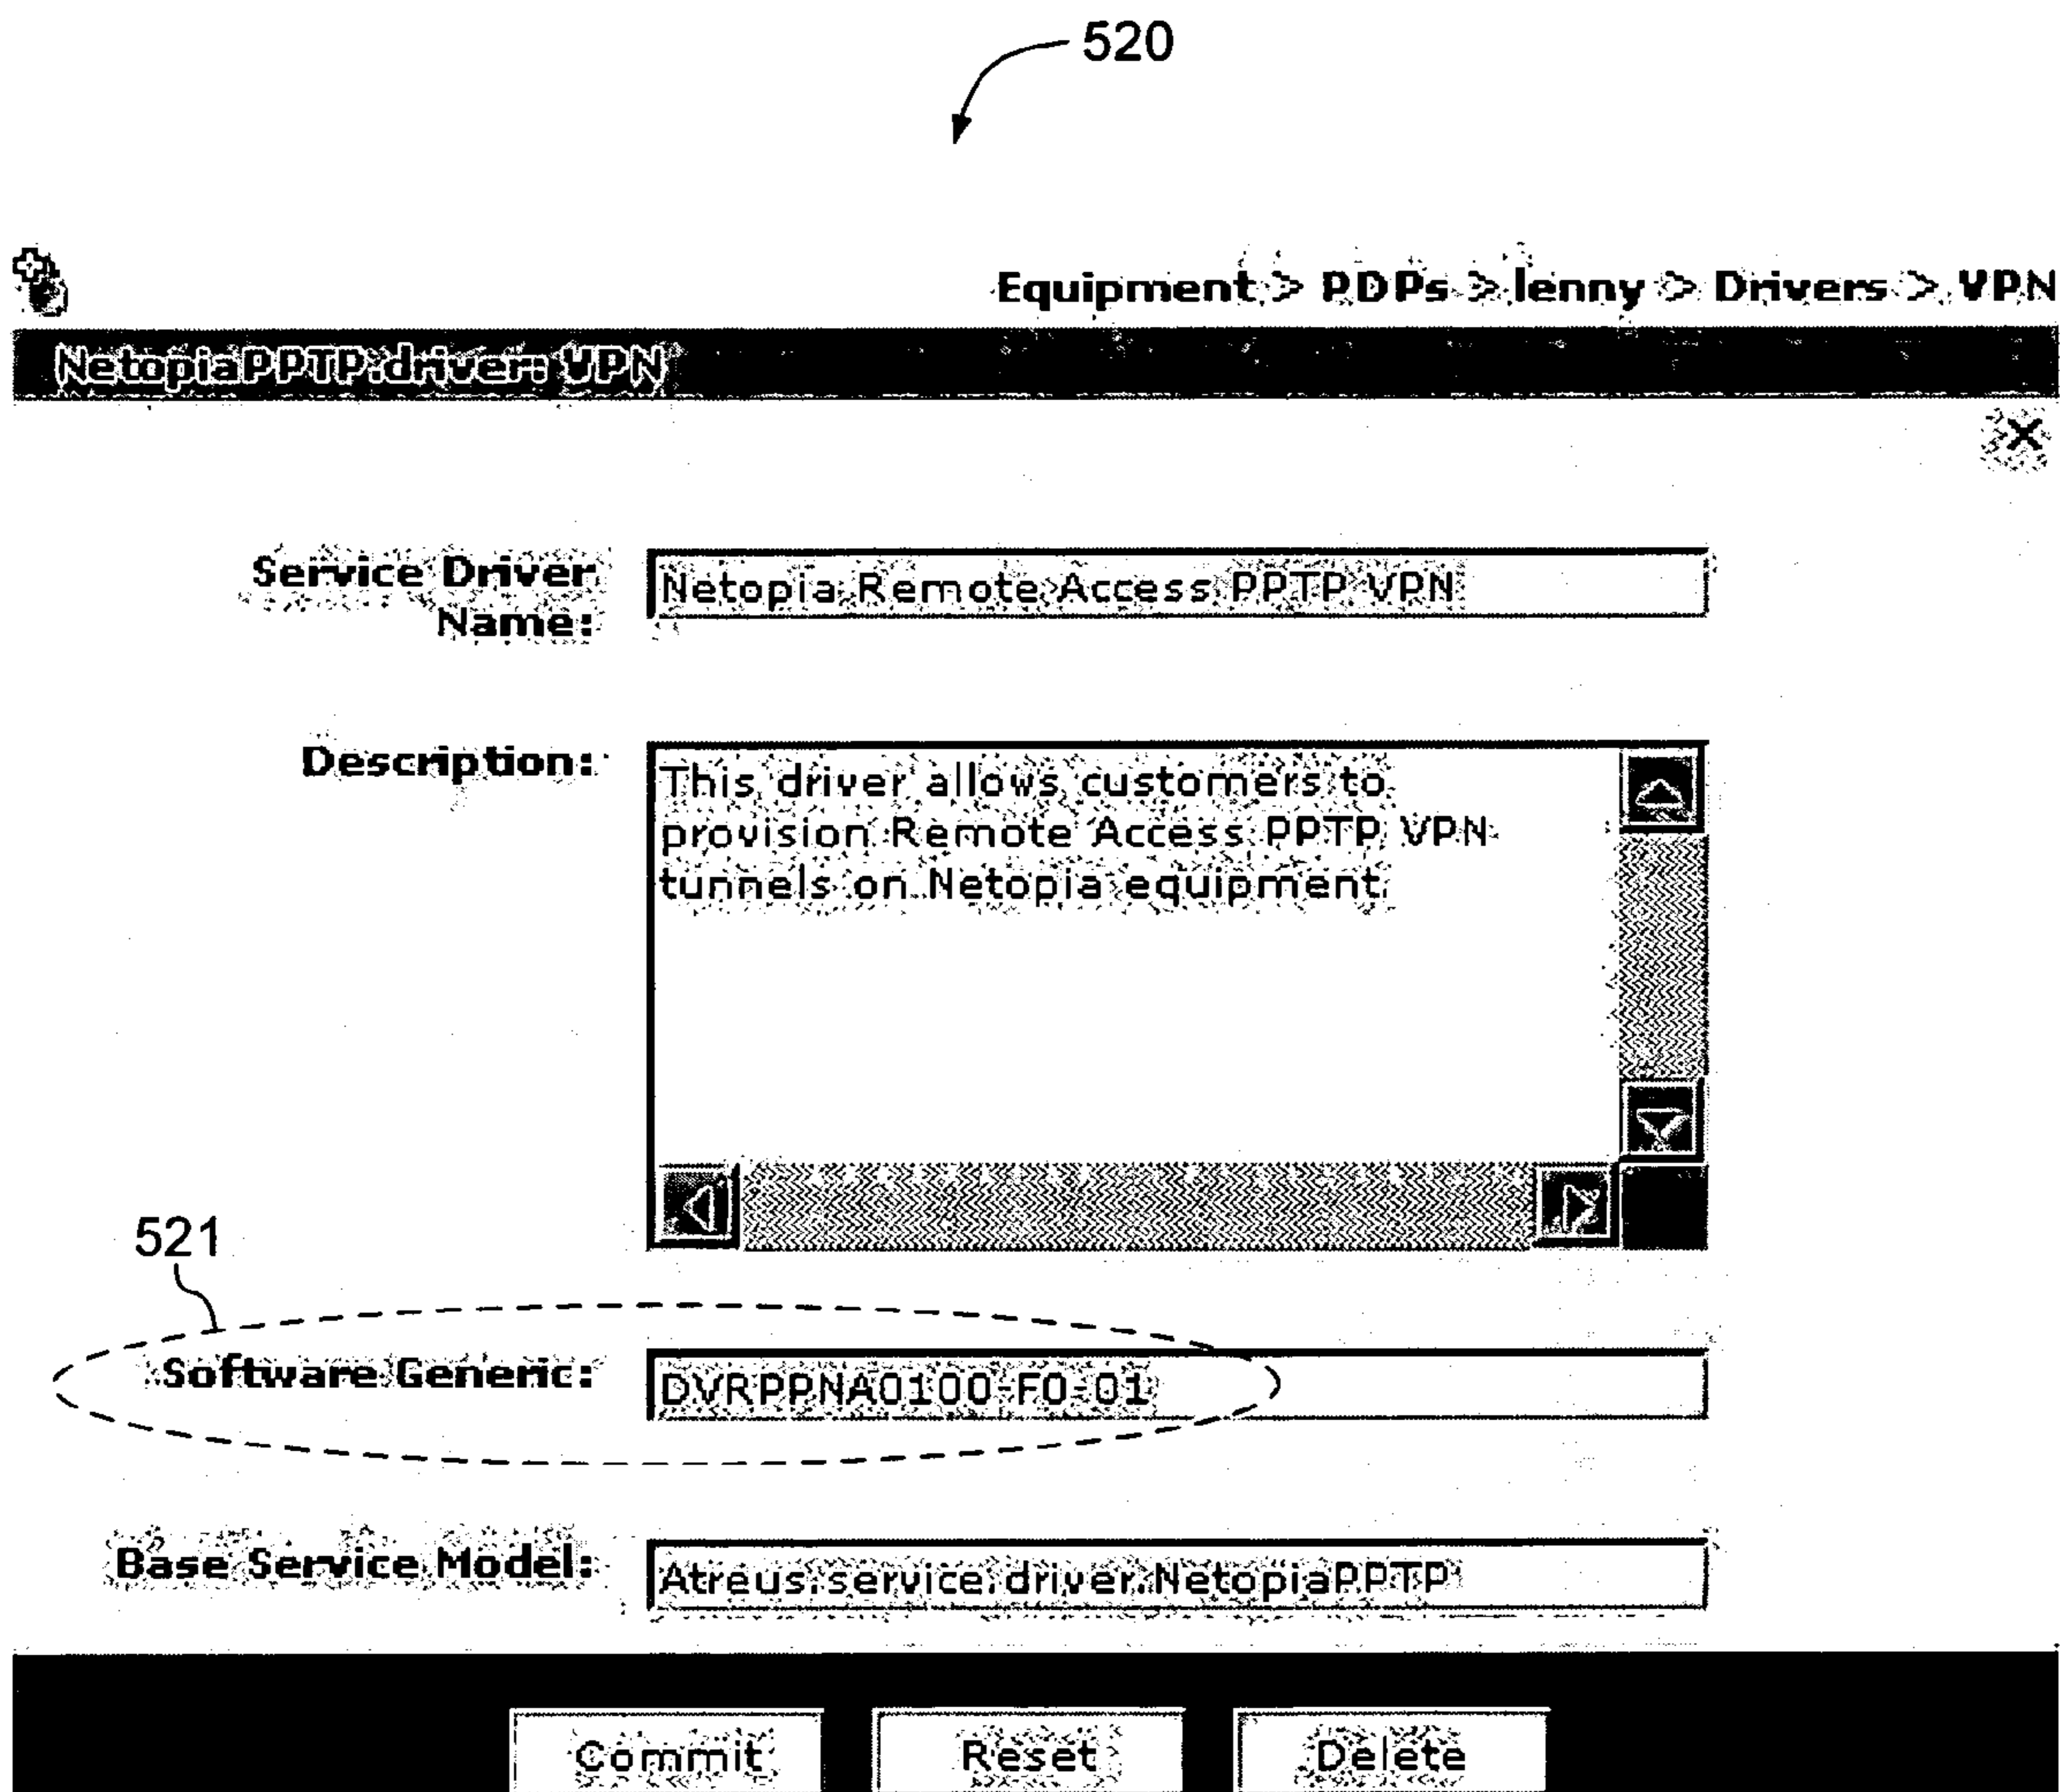 520
Equipment > PDPs > lenny > Drivers > VPN
NetopiaPPTP.driver: VPN
X
Service Driver
Name:
Netopia Remote Access PPTP VPN
Description:
This driver allows customers to
provision Remote Access PPTP VPN
tunnels on Netopia equipment.
521
Software Generic:
DVRPPNA0100-F0-01
Base Service Model:
Atreus.service.driver.NetopiaPPTP
Commit
Reset
Delete